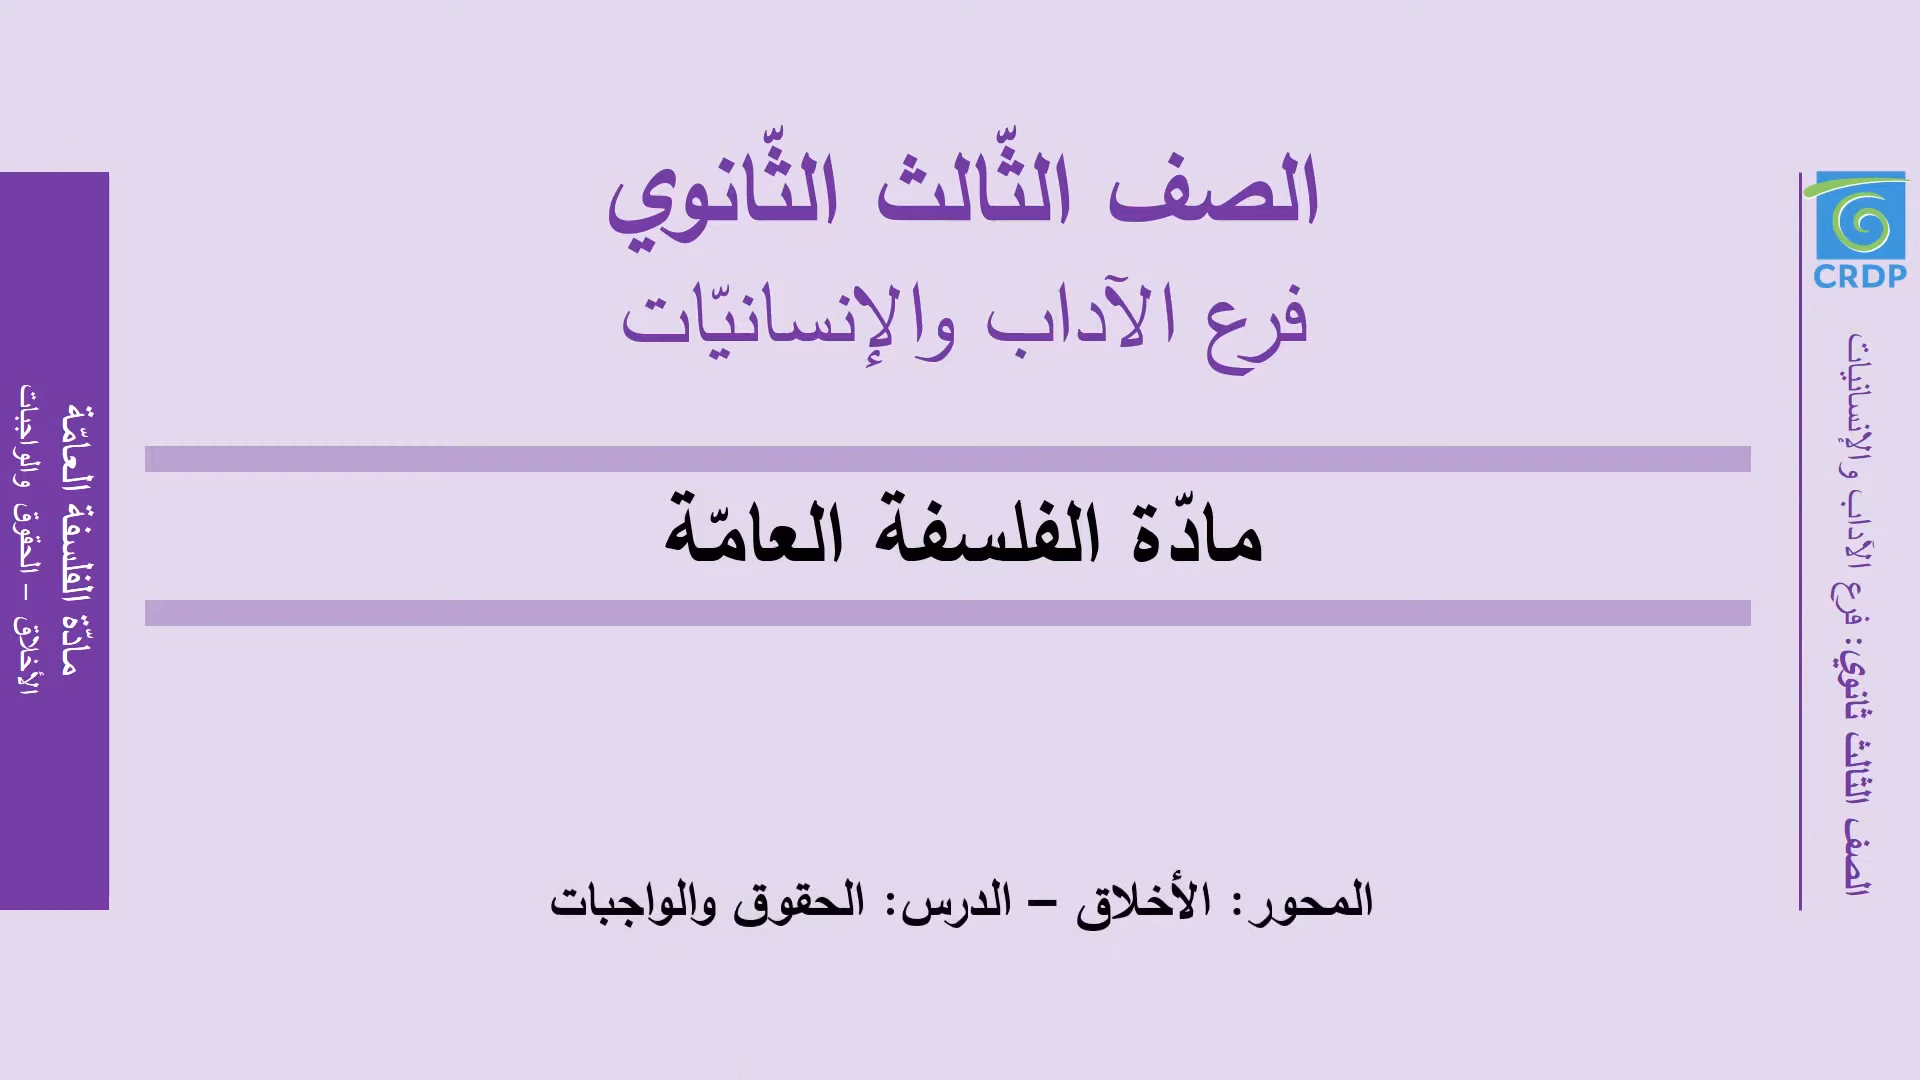 الصف الثّالث الثّانوي
فرع الآداب والإنسانيّات
مادّة الفلسفة العامّة
المحور: الأخلاق – الدرس: الحقوق والواجبات
CRDP
الصف الثالث ثانوي: فرع الآداب والإنسانيات
مادّة الفلسفة العامّة
الأخلاق – الحقوق والواجبات